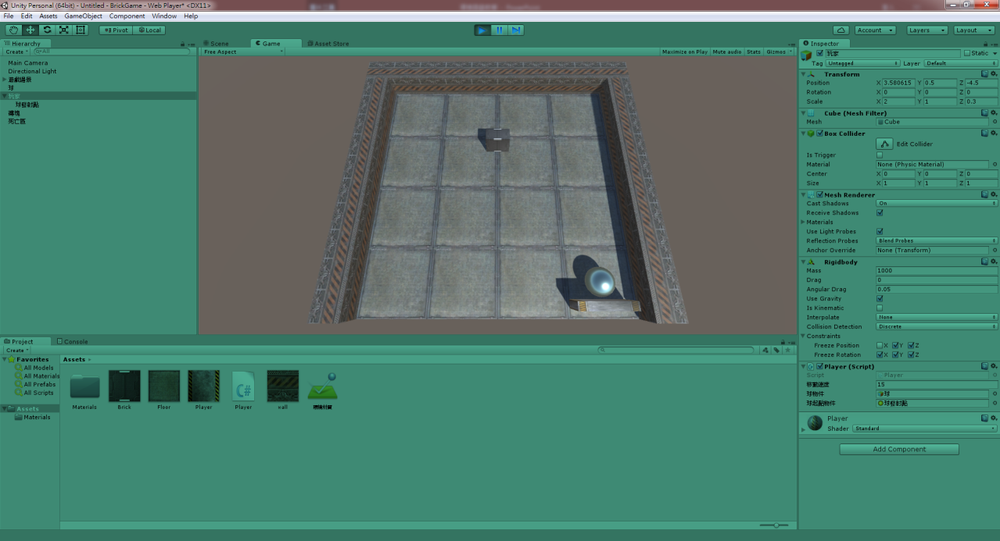 Unity Personal (64bit) - Untitled - BrickGame - Web Player* <DX11>
File Edit Assets GameObject Component Window Help
Pivot Local Account Layers Layout
Hierarchy
Create All
Main Camera
Directional Light
遊戲場景
球
玩家
球發射點
磚塊
死亡區
Scene Game Asset Store
Free Aspect Maximize on Play Mute audio Stats Gizmos
Inspector
玩家 Static
Tag Untagged Layer Default
Transform
Position X 3.580615 Y 0.5 Z -4.5
Rotation X 0 Y 0 Z 0
Scale X 2 Y 1 Z 0.3
Cube (Mesh Filter)
Mesh Cube
Box Collider
Edit Collider
Is Trigger
Material None (Physic Material)
Center X 0 Y 0 Z 0
Size X 1 Y 1 Z 1
Mesh Renderer
Cast Shadows On
Receive Shadows
Materials
Use Light Probes
Reflection Probes Blend Probes
Anchor Override None (Transform)
Rigidbody
Mass 1000
Drag 0
Angular Drag 0.05
Use Gravity
Is Kinematic
Interpolate None
Collision Detection Discrete
Constraints
Freeze Position X Y Z
Freeze Rotation X Y Z
Player (Script)
Script Player
移動速度 15
球物件 球
球起點物件 球發射點
Player
Shader Standard
Add Component
Project Console
Create
Favorites
All Models
All Materials
All Prefabs
All Scripts
Assets
Materials
Assets
Materials Brick Floor Player Player wall
C#